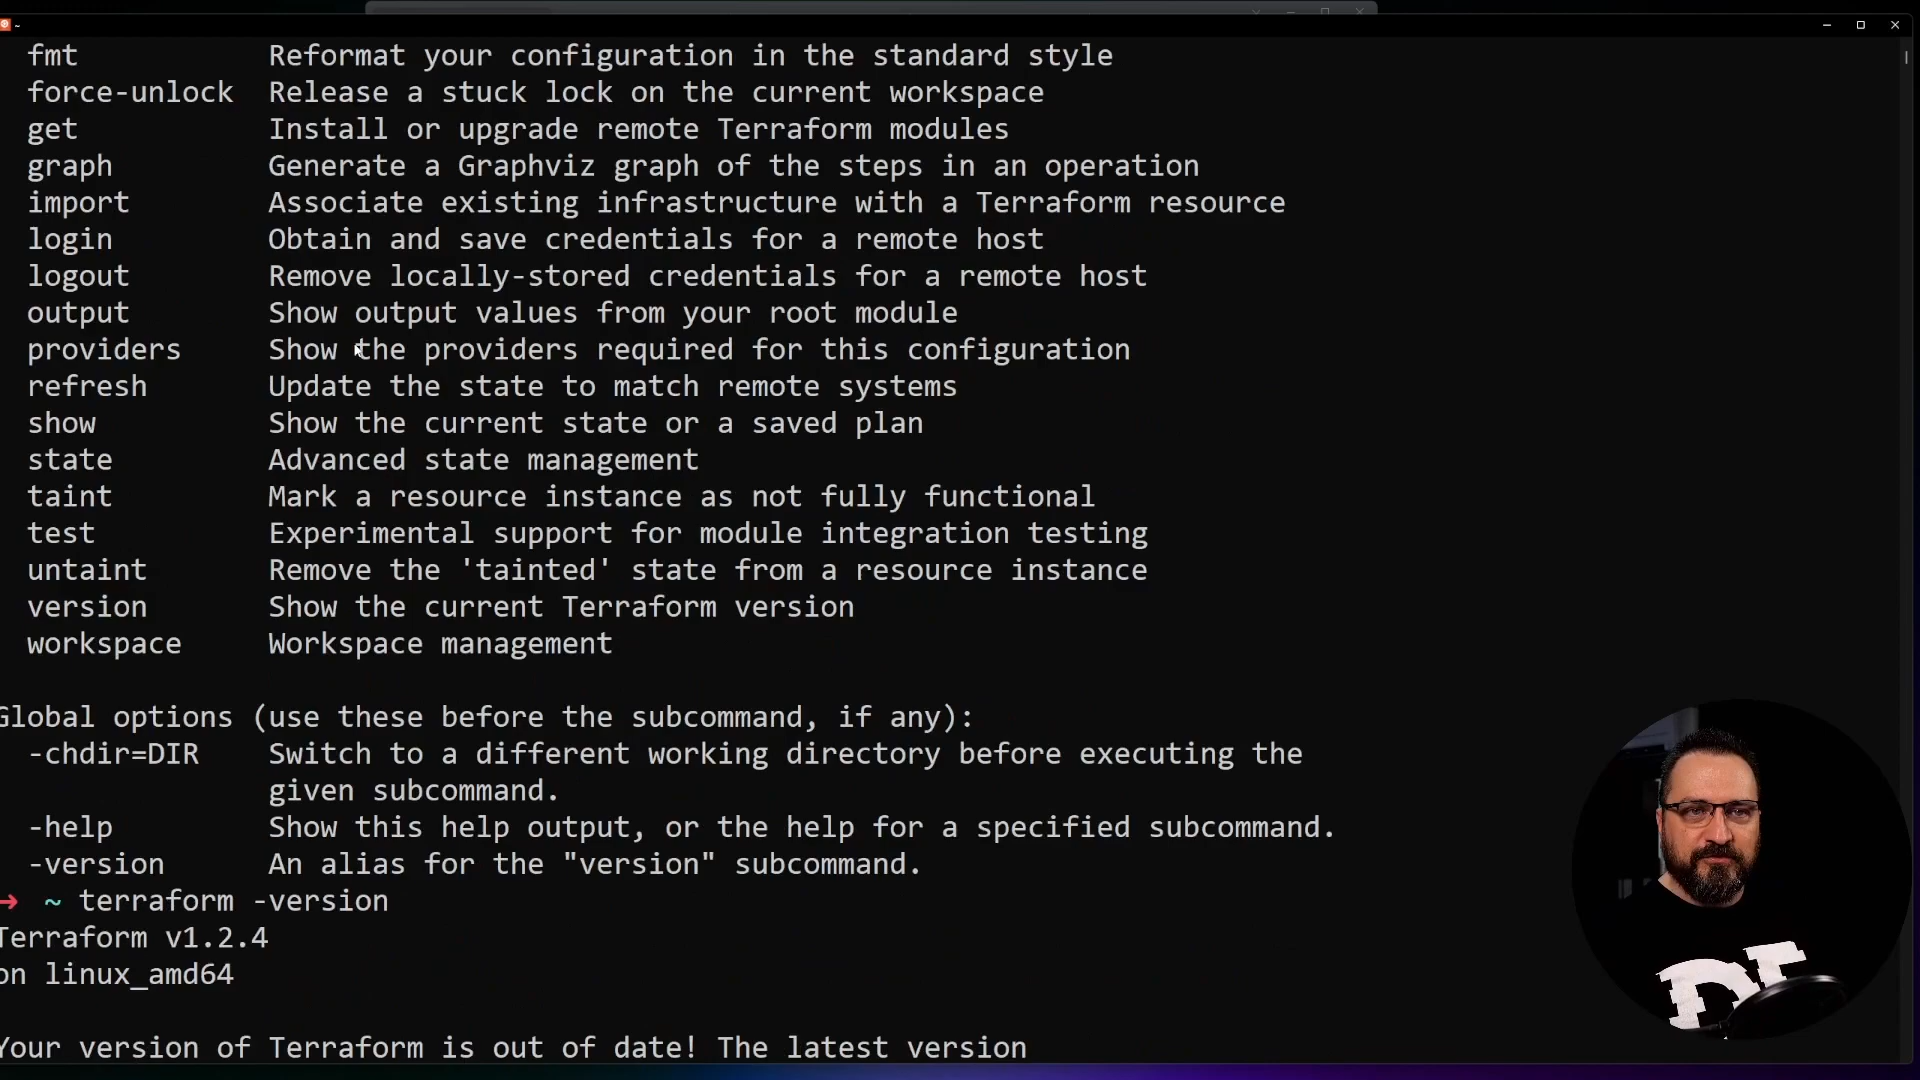 ~
fmt Reformat your configuration in the standard style
force-unlock Release a stuck lock on the current workspace
get Install or upgrade remote Terraform modules
graph Generate a Graphviz graph of the steps in an operation
import Associate existing infrastructure with a Terraform resource
login Obtain and save credentials for a remote host
logout Remove locally-stored credentials for a remote host
output Show output values from your root module
providers Show the providers required for this configuration
refresh Update the state to match remote systems
show Show the current state or a saved plan
state Advanced state management
taint Mark a resource instance as not fully functional
test Experimental support for module integration testing
untaint Remove the 'tainted' state from a resource instance
version Show the current Terraform version
workspace Workspace management
Global options (use these before the subcommand, if any):
-chdir=DIR Switch to a different working directory before executing the
given subcommand.
-help Show this help output, or the help for a specified subcommand.
-version An alias for the "version" subcommand.
→ ~ terraform -version
Terraform v1.2.4
on linux_amd64
Your version of Terraform is out of date! The latest version